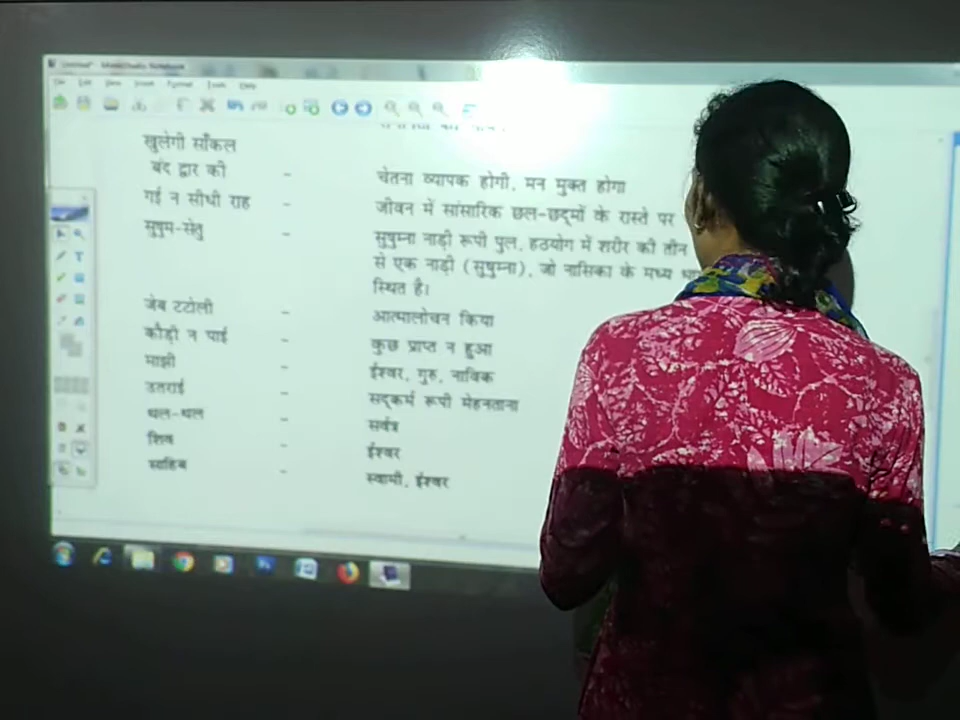 खुलेगी साँकल
बंद द्वार की - चेतना व्यापक होगी, मन मुक्त होगा
गई न सीधी राह - जीवन में सांसारिक छल-छद्मों के रास्ते पर
सुषुम-सेतु - सुषुम्ना नाड़ी रूपी पुल, हठयोग में शरीर की तीन
से एक नाड़ी (सुषुम्ना), जो नासिका के मध्य
स्थित है।
जेब टटोली - आत्मालोचन किया
कौड़ी न पाई - कुछ प्राप्त न हुआ
माझी - ईश्वर, गुरु, नाविक
उतराई - सद्कर्म रूपी मेहनताना
थल-थल - सर्वत्र
शिव - ईश्वर
साहिब - स्वामी, ईश्वर